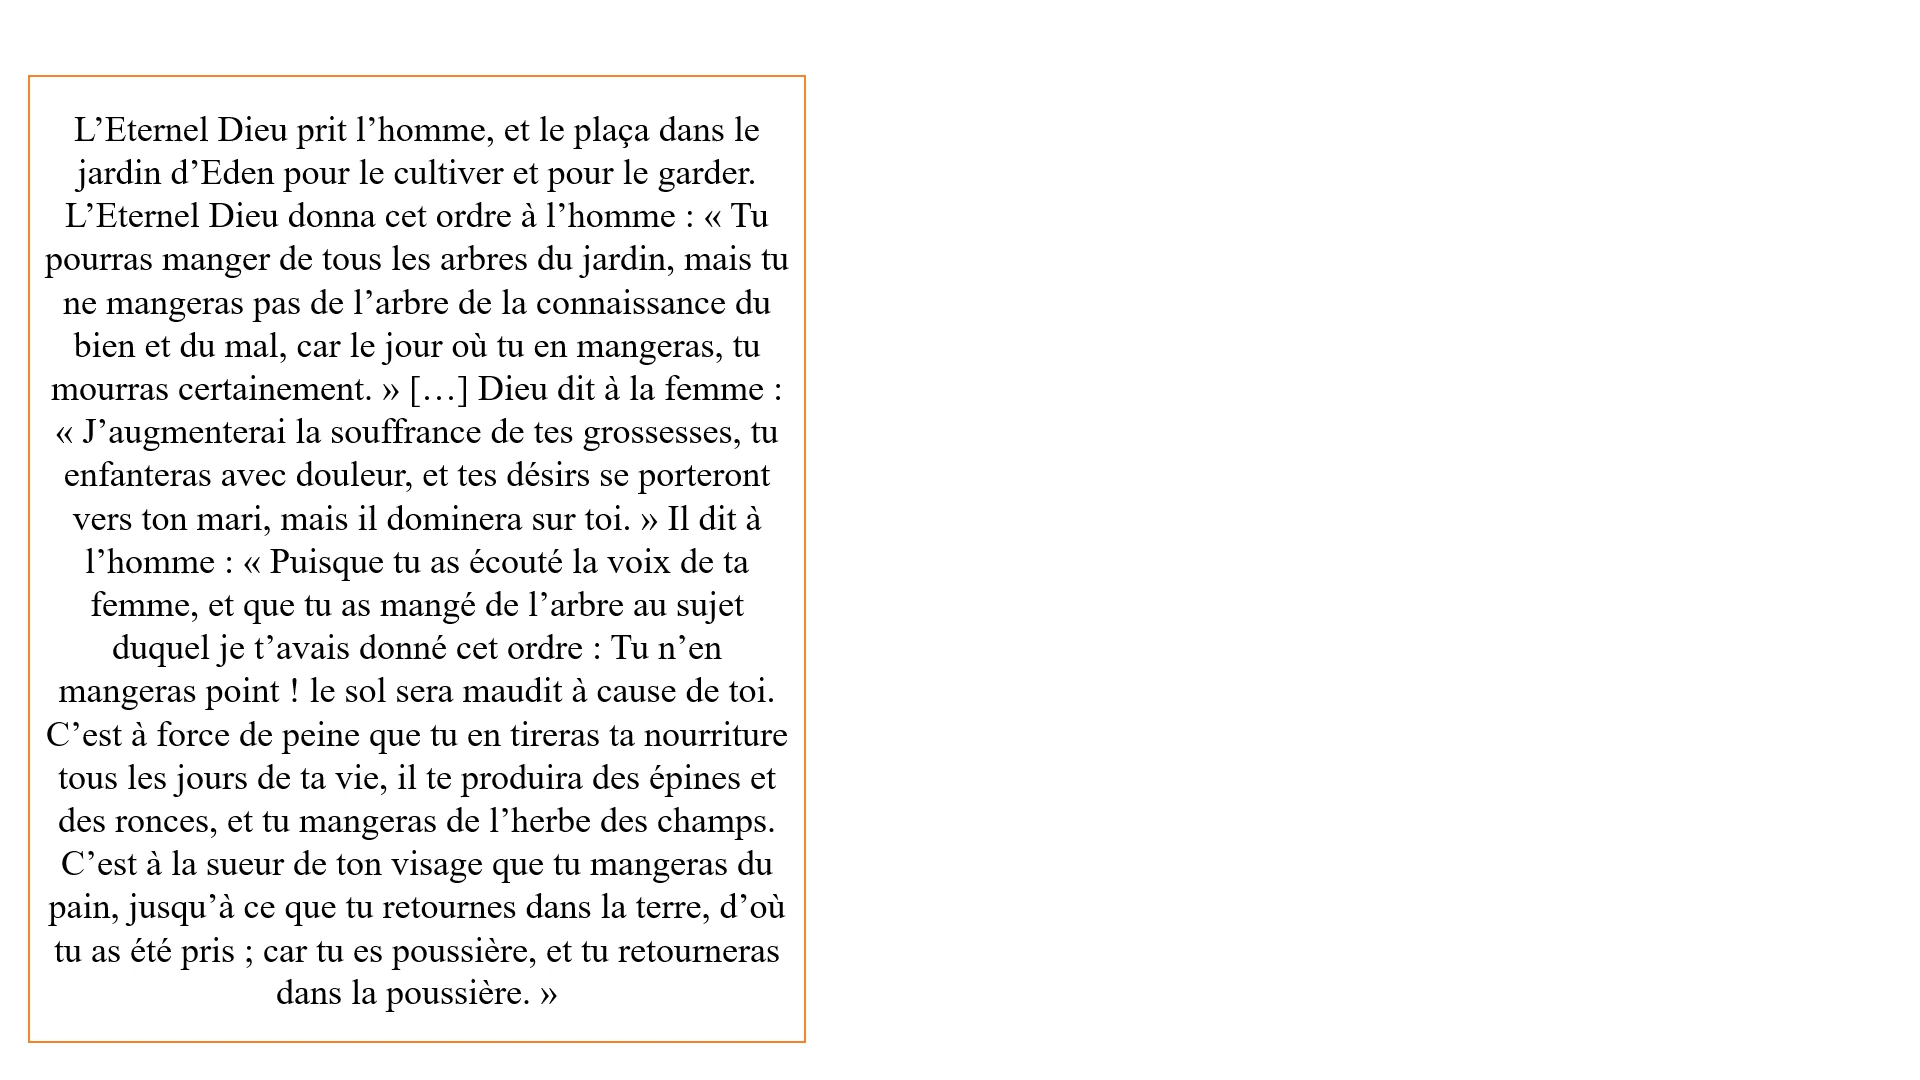 L’Eternel Dieu prit l’homme, et le plaça dans le
jardin d’Eden pour le cultiver et pour le garder.
L’Eternel Dieu donna cet ordre à l’homme : « Tu
pourras manger de tous les arbres du jardin, mais tu
ne mangeras pas de l’arbre de la connaissance du
bien et du mal, car le jour où tu en mangeras, tu
mourras certainement. » […] Dieu dit à la femme :
« J’augmenterai la souffrance de tes grossesses, tu
enfanteras avec douleur, et tes désirs se porteront
vers ton mari, mais il dominera sur toi. » Il dit à
l’homme : « Puisque tu as écouté la voix de ta
femme, et que tu as mangé de l’arbre au sujet
duquel je t’avais donné cet ordre : Tu n’en
mangeras point ! le sol sera maudit à cause de toi.
C’est à force de peine que tu en tireras ta nourriture
tous les jours de ta vie, il te produira des épines et
des ronces, et tu mangeras de l’herbe des champs.
C’est à la sueur de ton visage que tu mangeras du
pain, jusqu’à ce que tu retournes dans la terre, d’où
tu as été pris ; car tu es poussière, et tu retourneras
dans la poussière. »